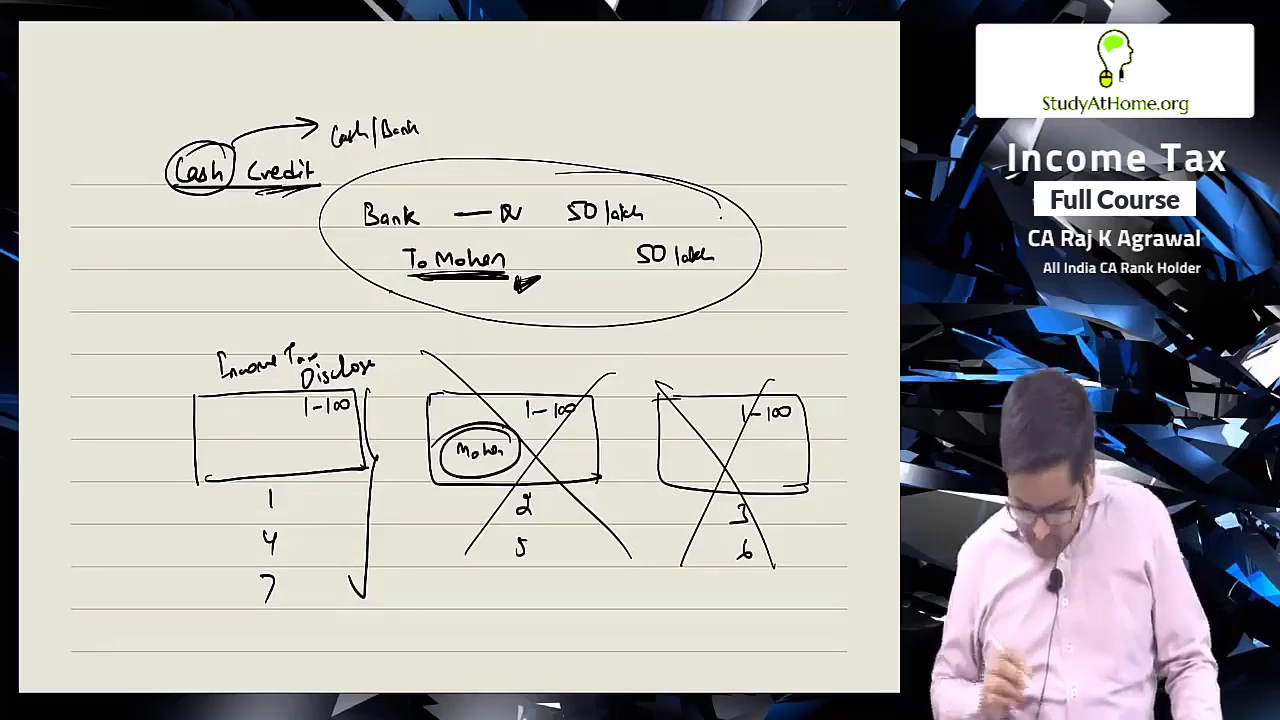 Cash Credit
Cash/Bank
Bank — Dr 50 lakh
To Mohan 50 lakh
Income Tax
Disclose
1-100
1-100
1-100
Mohan
1
2
3
4
5
6
7
StudyAtHome.org
Income Tax
Full Course
CA Raj K Agrawal
All India CA Rank Holder